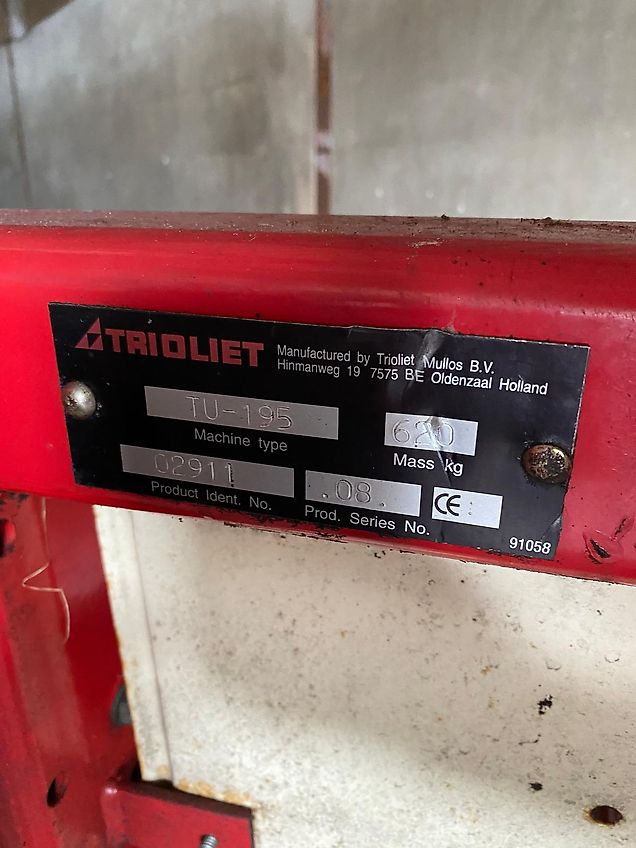 TRIOLIET
Manufactured by Trioliet Mullos B.V.
Hinmanweg 19 7575 BE Oldenzaal Holland
TU-195
Machine type
620
Mass kg
02911
Product Ident. No.
.08.
Prod. Series No.
CE
91058